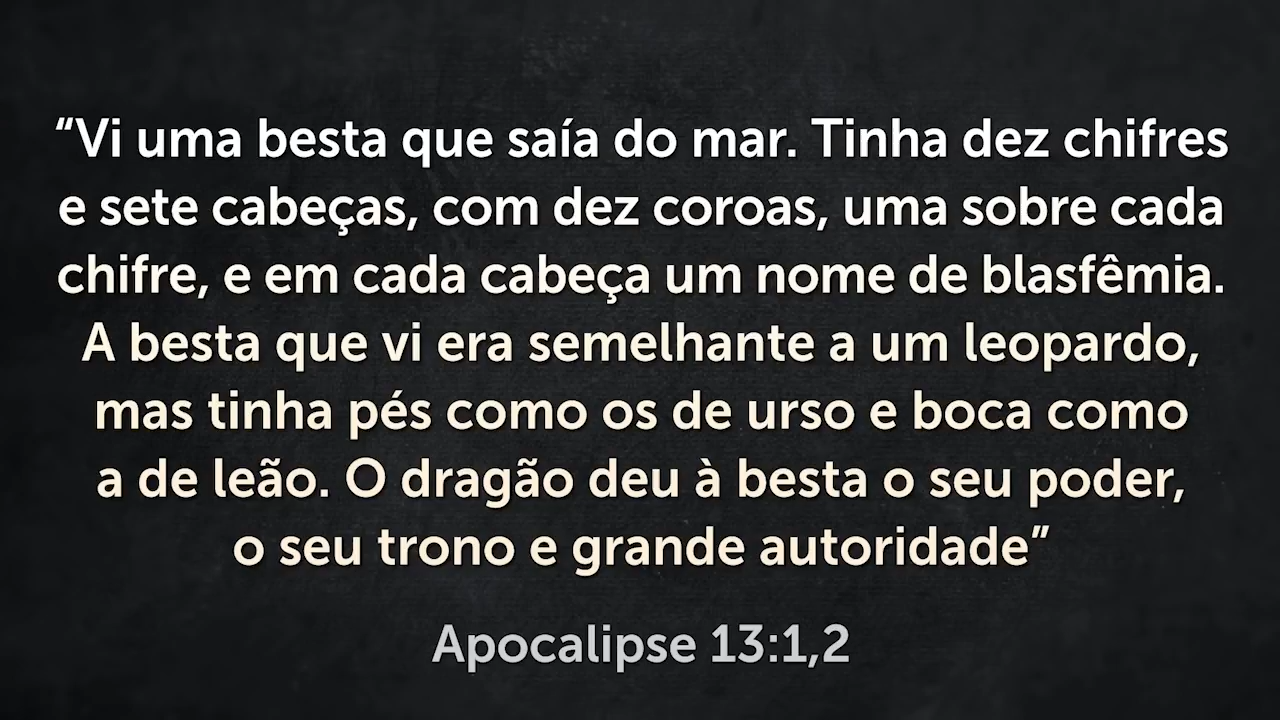 “Vi uma besta que saía do mar. Tinha dez chifres
e sete cabeças, com dez coroas, uma sobre cada
chifre, e em cada cabeça um nome de blasfêmia.
A besta que vi era semelhante a um leopardo,
mas tinha pés como os de urso e boca como
a de leão. O dragão deu à besta o seu poder,
o seu trono e grande autoridade”
Apocalipse 13:1,2